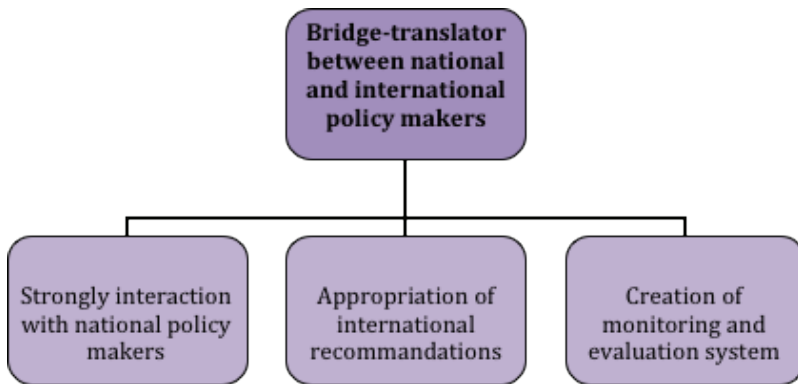 Bridge-translator
between national
and international
policy makers
Strongly interaction
with national policy
makers
Appropriation of
international
recommandations
Creation of
monitoring and
evaluation system